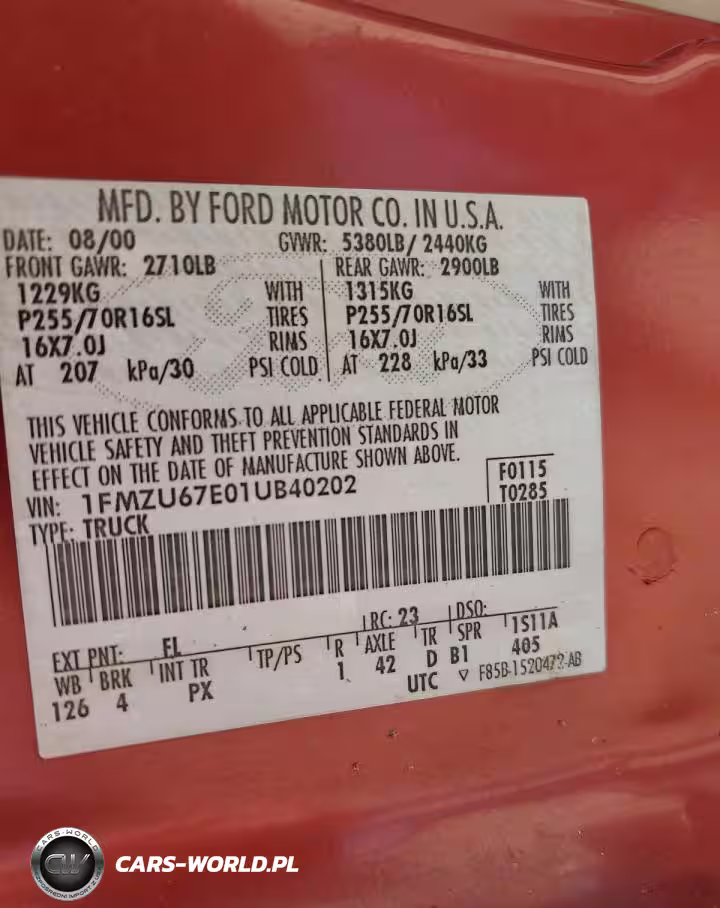 MFD. BY FORD MOTOR CO. IN U.S.A.
DATE: 08/00 GVWR: 5380LB/ 2440KG
FRONT GAWR: 2710LB REAR GAWR: 2900LB
1229KG WITH 1315KG WITH
P255/70R16SL TIRES P255/70R16SL TIRES
16X7.0J RIMS 16X7.0J RIMS
AT 207 kPa/30 PSI COLD AT 228 kPa/33 PSI COLD
THIS VEHICLE CONFORMS TO ALL APPLICABLE FEDERAL MOTOR
VEHICLE SAFETY AND THEFT PREVENTION STANDARDS IN
EFFECT ON THE DATE OF MANUFACTURE SHOWN ABOVE.
VIN: 1FMZU67E01UB40202 F0115
TYPE: TRUCK T0285
EXT PNT: FL RC: 23 DSO:
WB BRK INT TR TP/PS R AXLE TR SPR 1S11A
126 4 PX 1 42 D B1 405
UTC ▽ F85B-1520472-AB
CARS-WORLD
CW
CARS-WORLD.PL